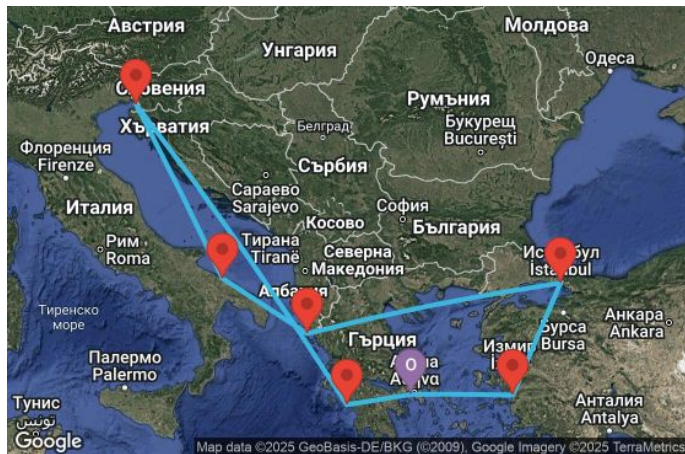 Австрия
Молдова
Унгария
Одеса
Словения
Румъния
Хърватия
Букурещ
București
Белград
Флоренция
Firenze
Сърбия
Сараево
Sarajevo
Италия
София
Косово
България
Рим
Roma
Тирана
Tiranë
Северна
Македония
Истанбул
İstanbul
Албания
Анкара
Ankara
Тиренско
море
Бурса
Bursa
Гърция
Измир
Палермо
Palermo
O
Тунис
تونس
Анталия
Antalya
Google
Map data ©2025 GeoBasis-DE/BKG (©2009), Google Imagery ©2025 TerraMetrics